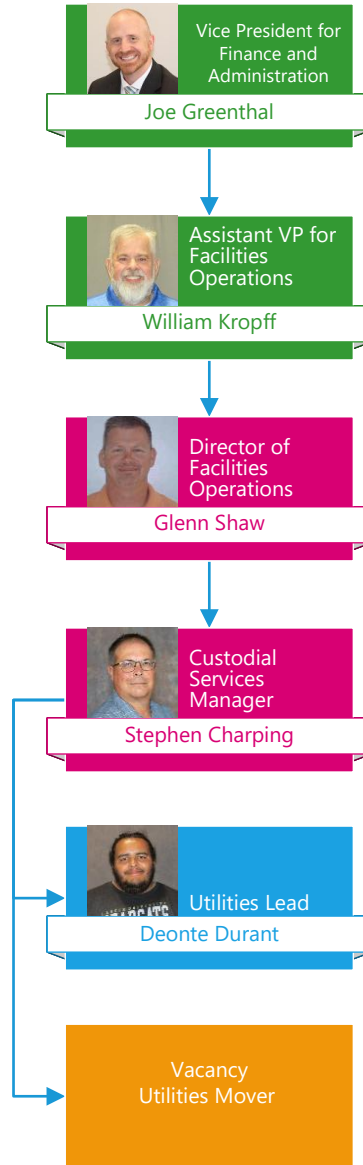 Vice President for
Finance and
Administration
Joe Greenthal
Assistant VP for
Facilities
Operations
William Kropff
Director of
Facilities
Operations
Glenn Shaw
Custodial
Services
Manager
Stephen Charping
BEARCATS
Utilities Lead
Deonte Durant
Vacancy
Utilities Mover